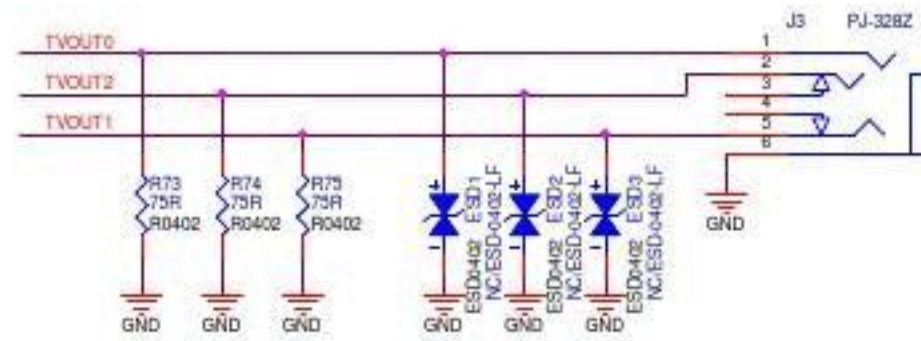 J3 PJ-328Z
TVOUT0
TVOUT2
TVOUT1
1
2
3
4
5
6
R73
75R
R0402
R74
75R
R0402
R75
75R
R0402
ESD1
ESD0402 NC/ESD-0402-LF
ESD2
ESD0402 NC/ESD-0402-LF
ESD3
ESD0402 NC/ESD-0402-LF
GND
GND
GND
GND
GND
GND
GND